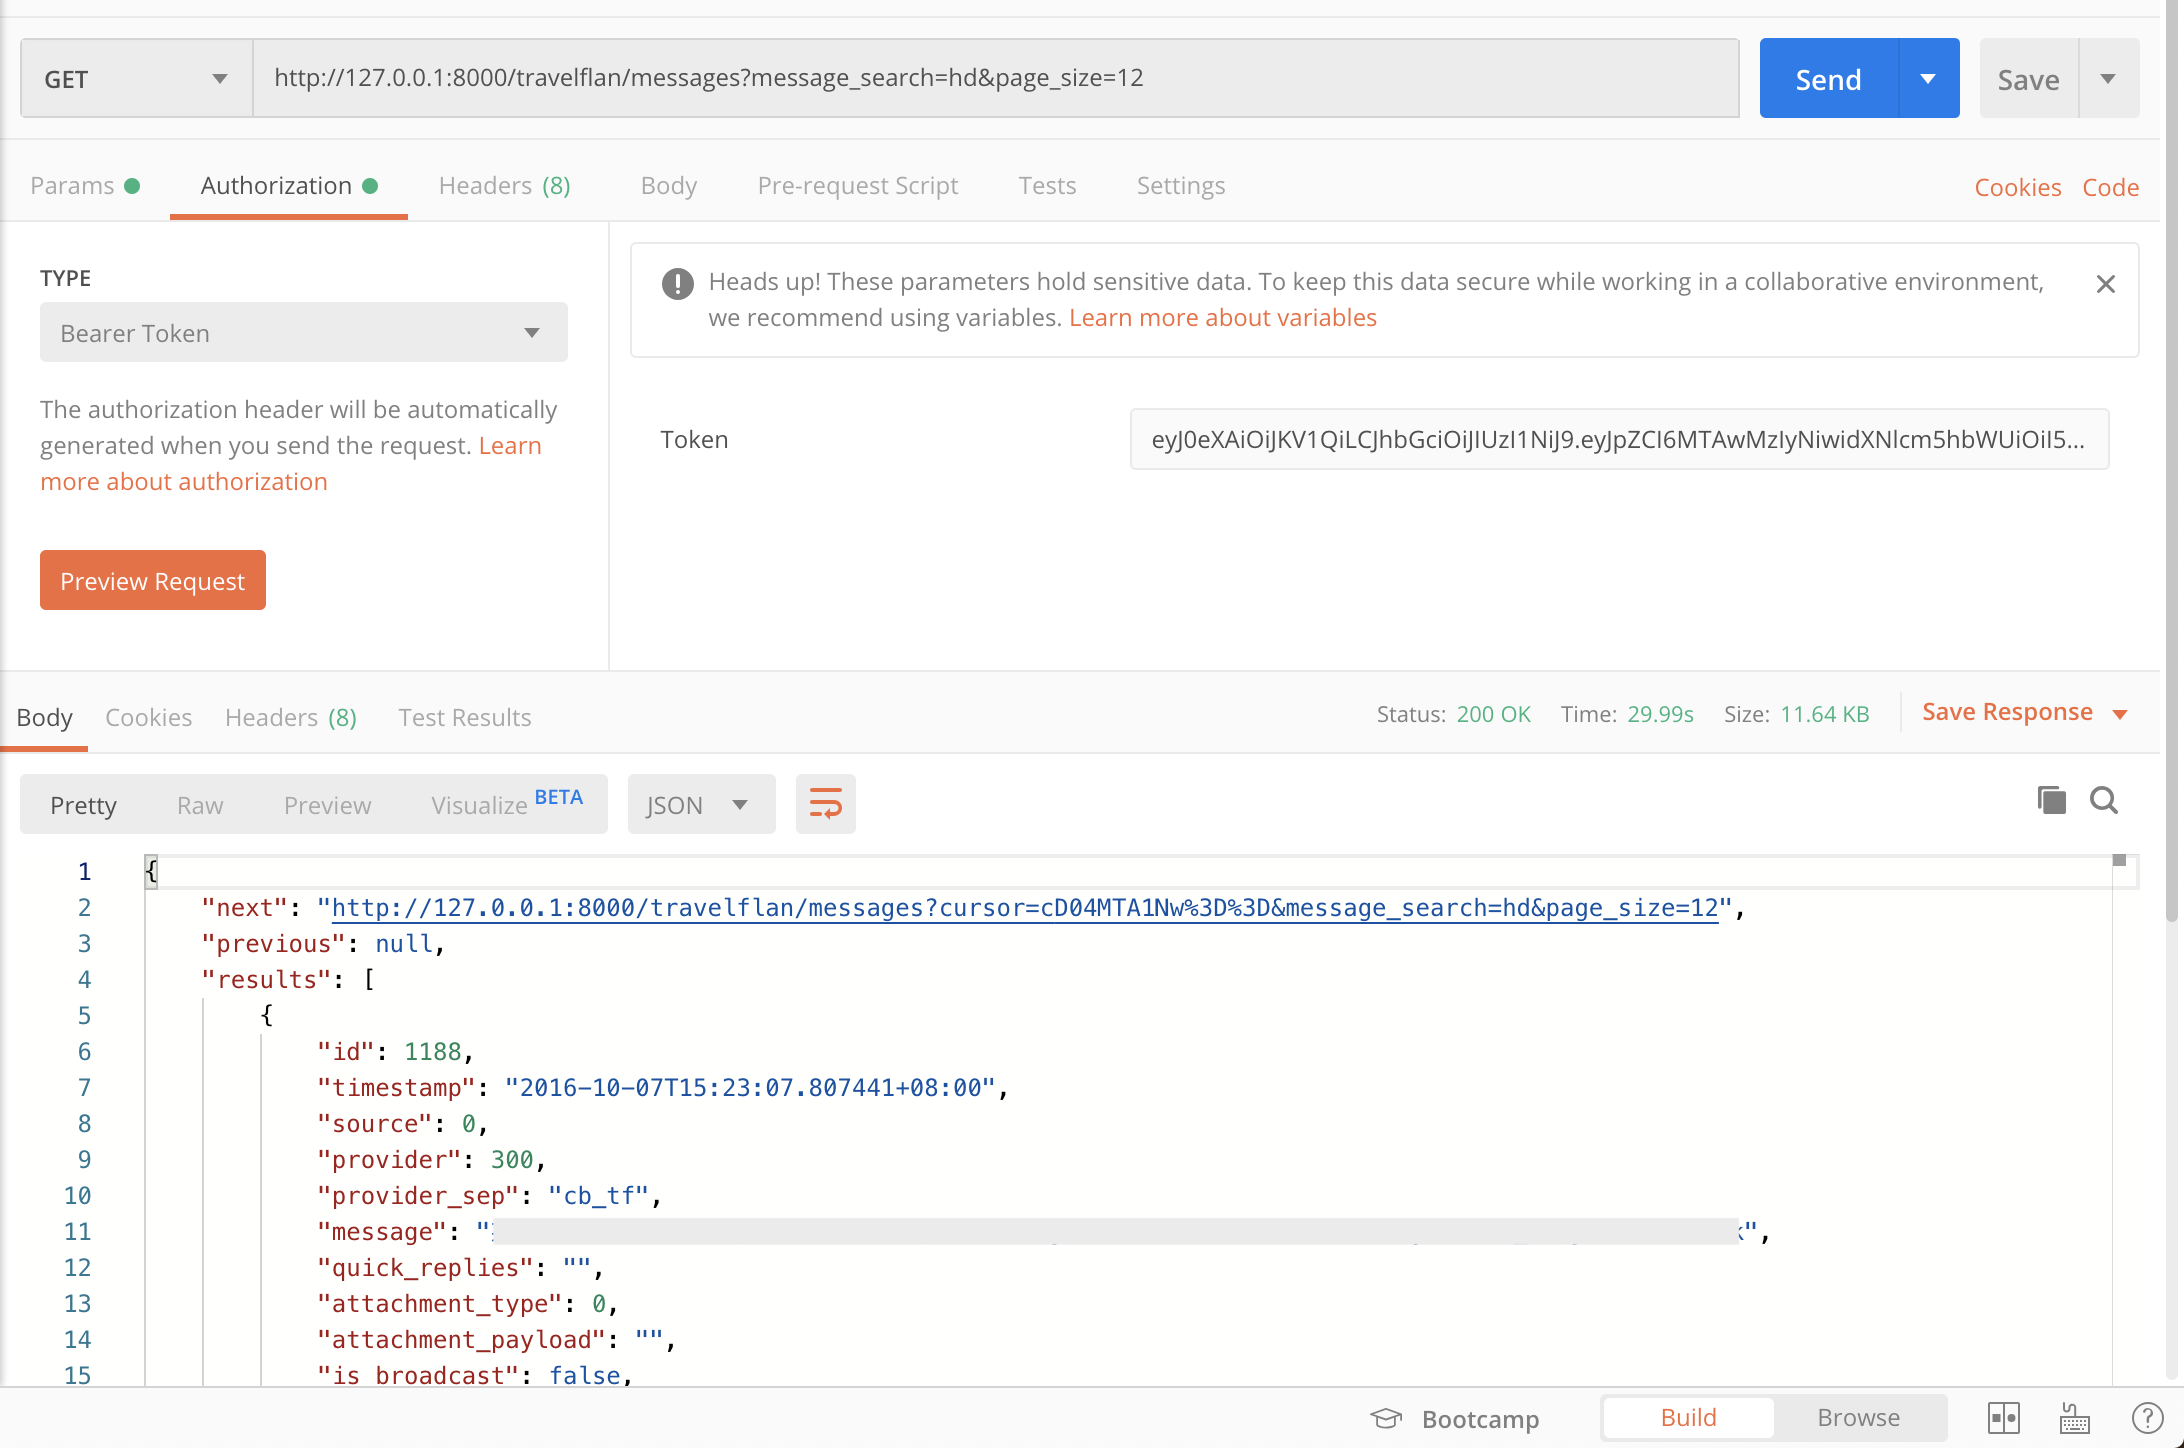 GET http://127.0.0.1:8000/travelflan/messages?message_search=hd&page_size=12 Send Save
Params Authorization Headers (8) Body Pre-request Script Tests Settings Cookies Code
TYPE
Bearer Token
The authorization header will be automatically
generated when you send the request. Learn
more about authorization
Preview Request
Heads up! These parameters hold sensitive data. To keep this data secure while working in a collaborative environment,
we recommend using variables. Learn more about variables
Token eyJ0eXAiOiJKV1QiLCJhbGciOiJIUzI1NiJ9.eyJpZCI6MTAwMzIyNiwidXNlcm5hbWUiOiI5...
Body Cookies Headers (8) Test Results Status: 200 OK Time: 29.99s Size: 11.64 KB Save Response
Pretty Raw Preview Visualize BETA JSON
1 {
2 "next": "http://127.0.0.1:8000/travelflan/messages?cursor=cD04MTA1Nw%3D%3D&message_search=hd&page_size=12",
3 "previous": null,
4 "results": [
5 {
6 "id": 1188,
7 "timestamp": "2016-10-07T15:23:07.807441+08:00",
8 "source": 0,
9 "provider": 300,
10 "provider_sep": "cb_tf",
11 "message": " ",
12 "quick_replies": "",
13 "attachment_type": 0,
14 "attachment_payload": "",
15 "is_broadcast": false,
Bootcamp Build Browse